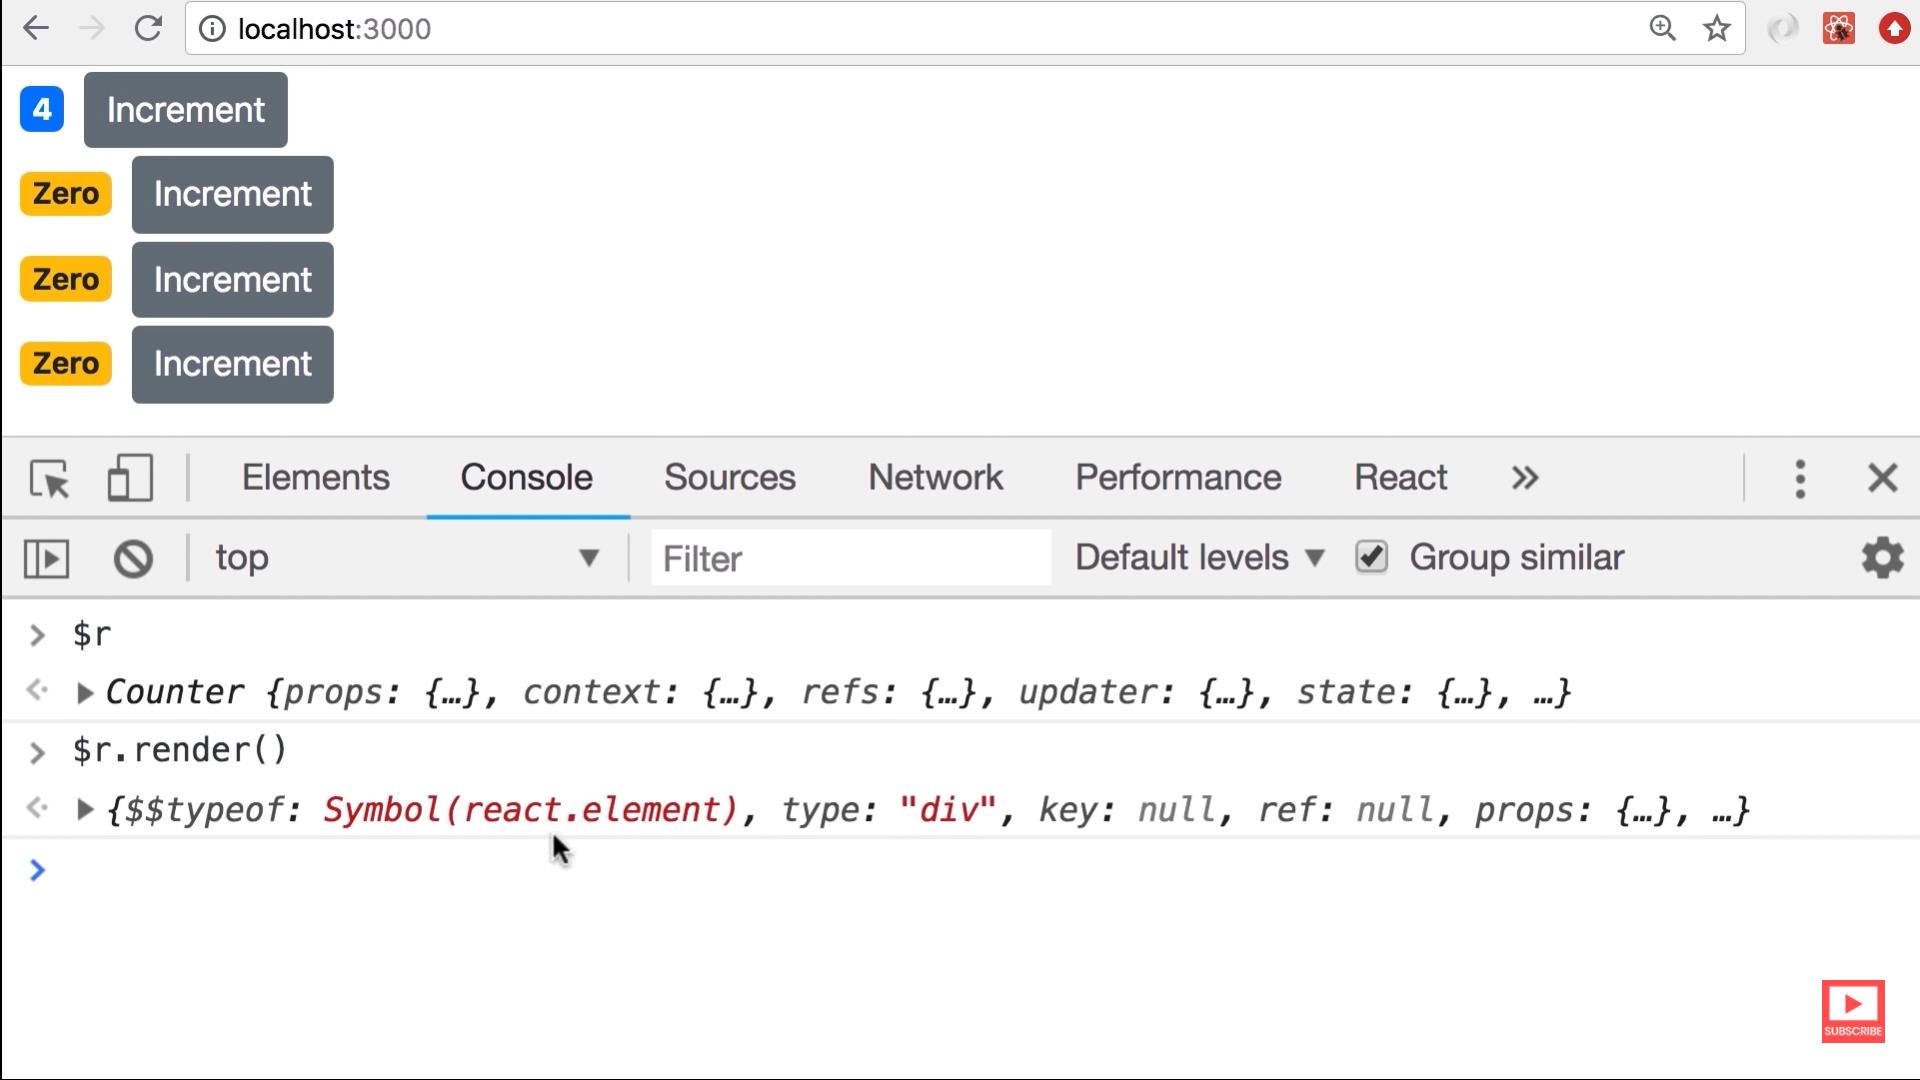 localhost:3000
4 Increment
Zero Increment
Zero Increment
Zero Increment
Elements Console Sources Network Performance React »
top ▼ Filter Default levels ▼ Group similar
> $r
Counter {props: {…}, context: {…}, refs: {…}, updater: {…}, state: {…}, …}
> $r.render()
{$$typeof: Symbol(react.element), type: "div", key: null, ref: null, props: {…}, …}
>
SUBSCRIBE